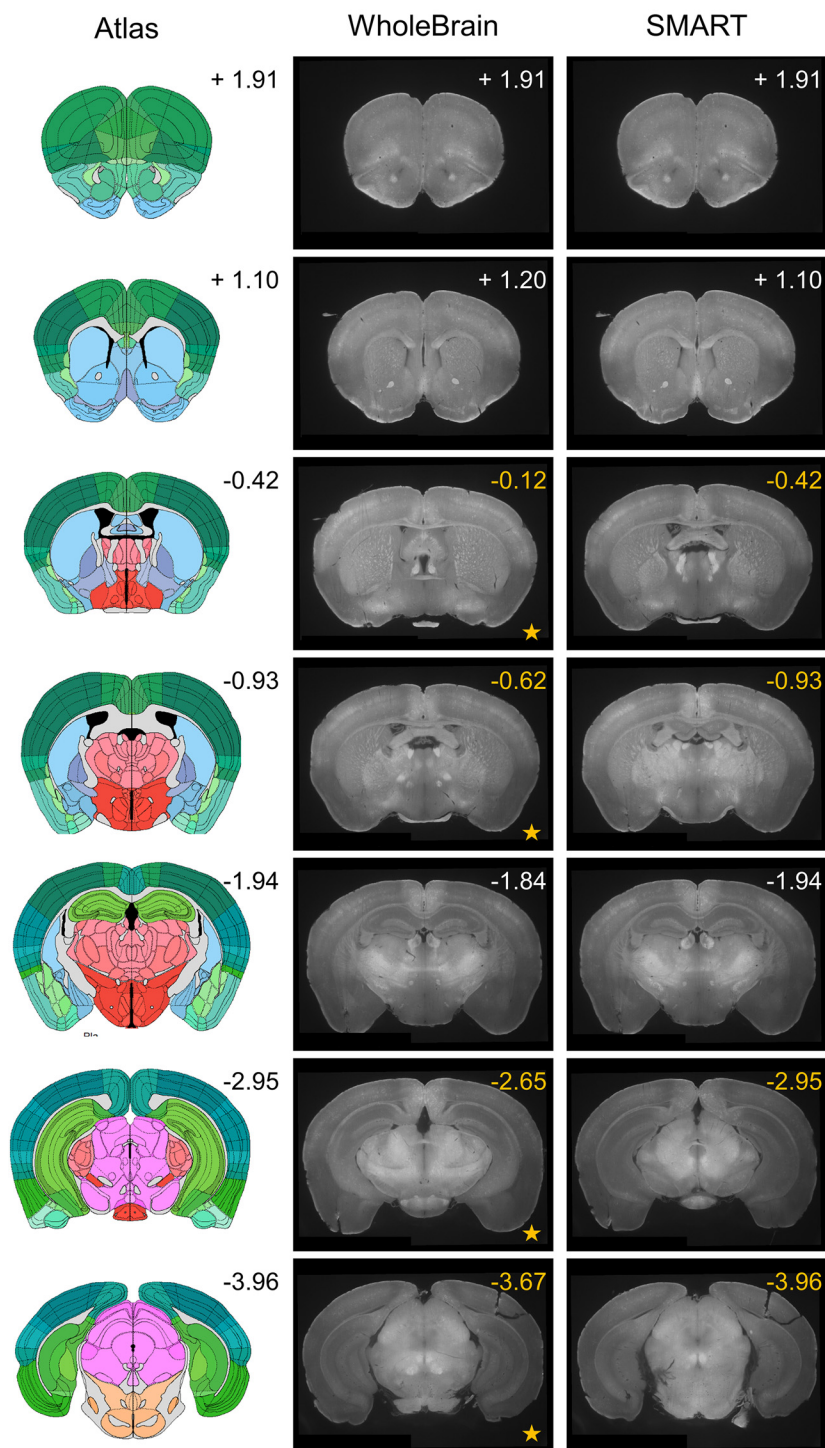 Atlas WholeBrain SMART
+ 1.91 + 1.91 + 1.91
+ 1.10 + 1.20 + 1.10
-0.42 -0.12 -0.42
-0.93 -0.62 -0.93
-1.94 -1.84 -1.94
-2.95 -2.65 -2.95
-3.96 -3.67 -3.96